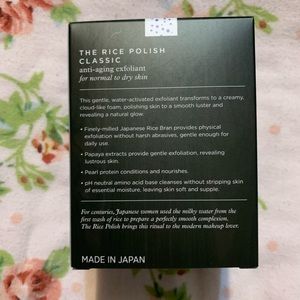 THE RICE POLISH
CLASSIC
anti-aging exfoliant
for normal to dry skin
This gentle, water-activated exfoliant transforms to a creamy,
cloud-like foam, polishing skin to a smooth luster and
revealing a natural glow.
• Finely-milled Japanese Rice Bran provides physical
exfoliation without harsh abrasives, gentle enough for
daily use.
• Papaya extracts provide gentle exfoliation, revealing
lustrous skin.
• Pearl protein conditions and nourishes.
• pH neutral amino acid base cleanses without stripping skin
of essential moisture, leaving skin soft and supple.
For centuries, Japanese women used the milky water from the
first wash of rice to prepare a perfectly smooth complexion.
The Rice Polish brings this ritual to the modern makeup lover.
MADE IN JAPAN